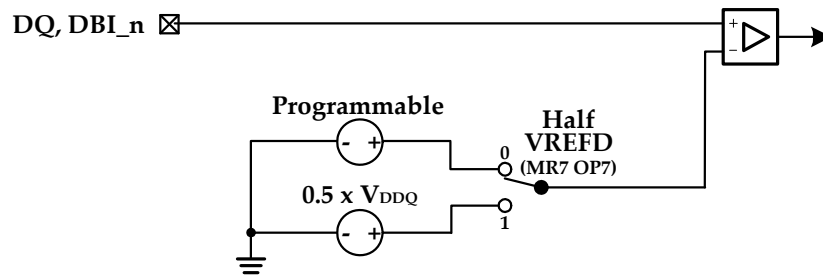 DQ, DBI_n
+
-
Programmable
- +
Half
VREFD
(MR7 OP7)
0
0.5 x VDDQ
- +
1